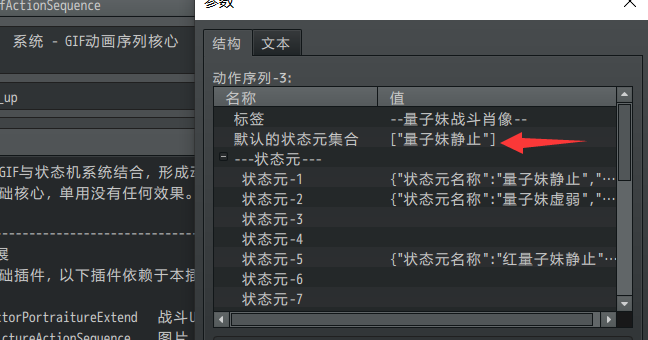 fActionSequence
系统 - GIF动画序列核心
_up
GIF与状态机系统结合，形成动
础核心，单用没有任何效果。
-----------------------------
展
础插件，以下插件依赖于本插
ctorPortraitureExtend 战斗U
ctureActionSequence 图片
参数
结构
文本
动作序列-3:
名称 值
标签 --量子妹战斗肖像--
默认的状态元集合 ["量子妹静止"]
---状态元---
状态元-1 {"状态元名称":"量子妹静止","…
状态元-2 {"状态元名称":"量子妹虚弱","…
状态元-3
状态元-4
状态元-5 {"状态元名称":"红量子妹静止"…
状态元-6
状态元-7